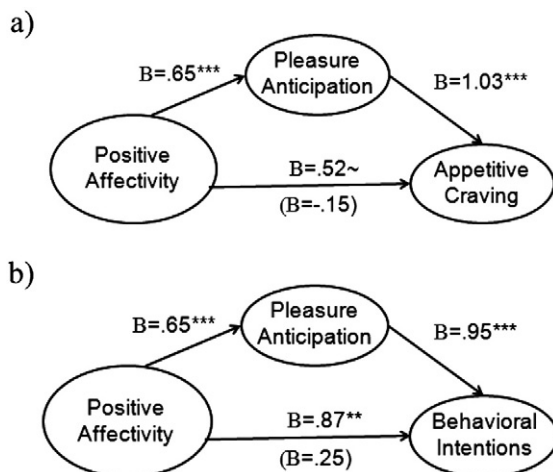 a)
Pleasure
Anticipation
B=.65***
B=1.03***
Positive
Affectivity
B=.52~
(B=-.15)
Appetitive
Craving
b)
Pleasure
Anticipation
B=.65***
B=.95***
Positive
Affectivity
B=.87**
(B=.25)
Behavioral
Intentions